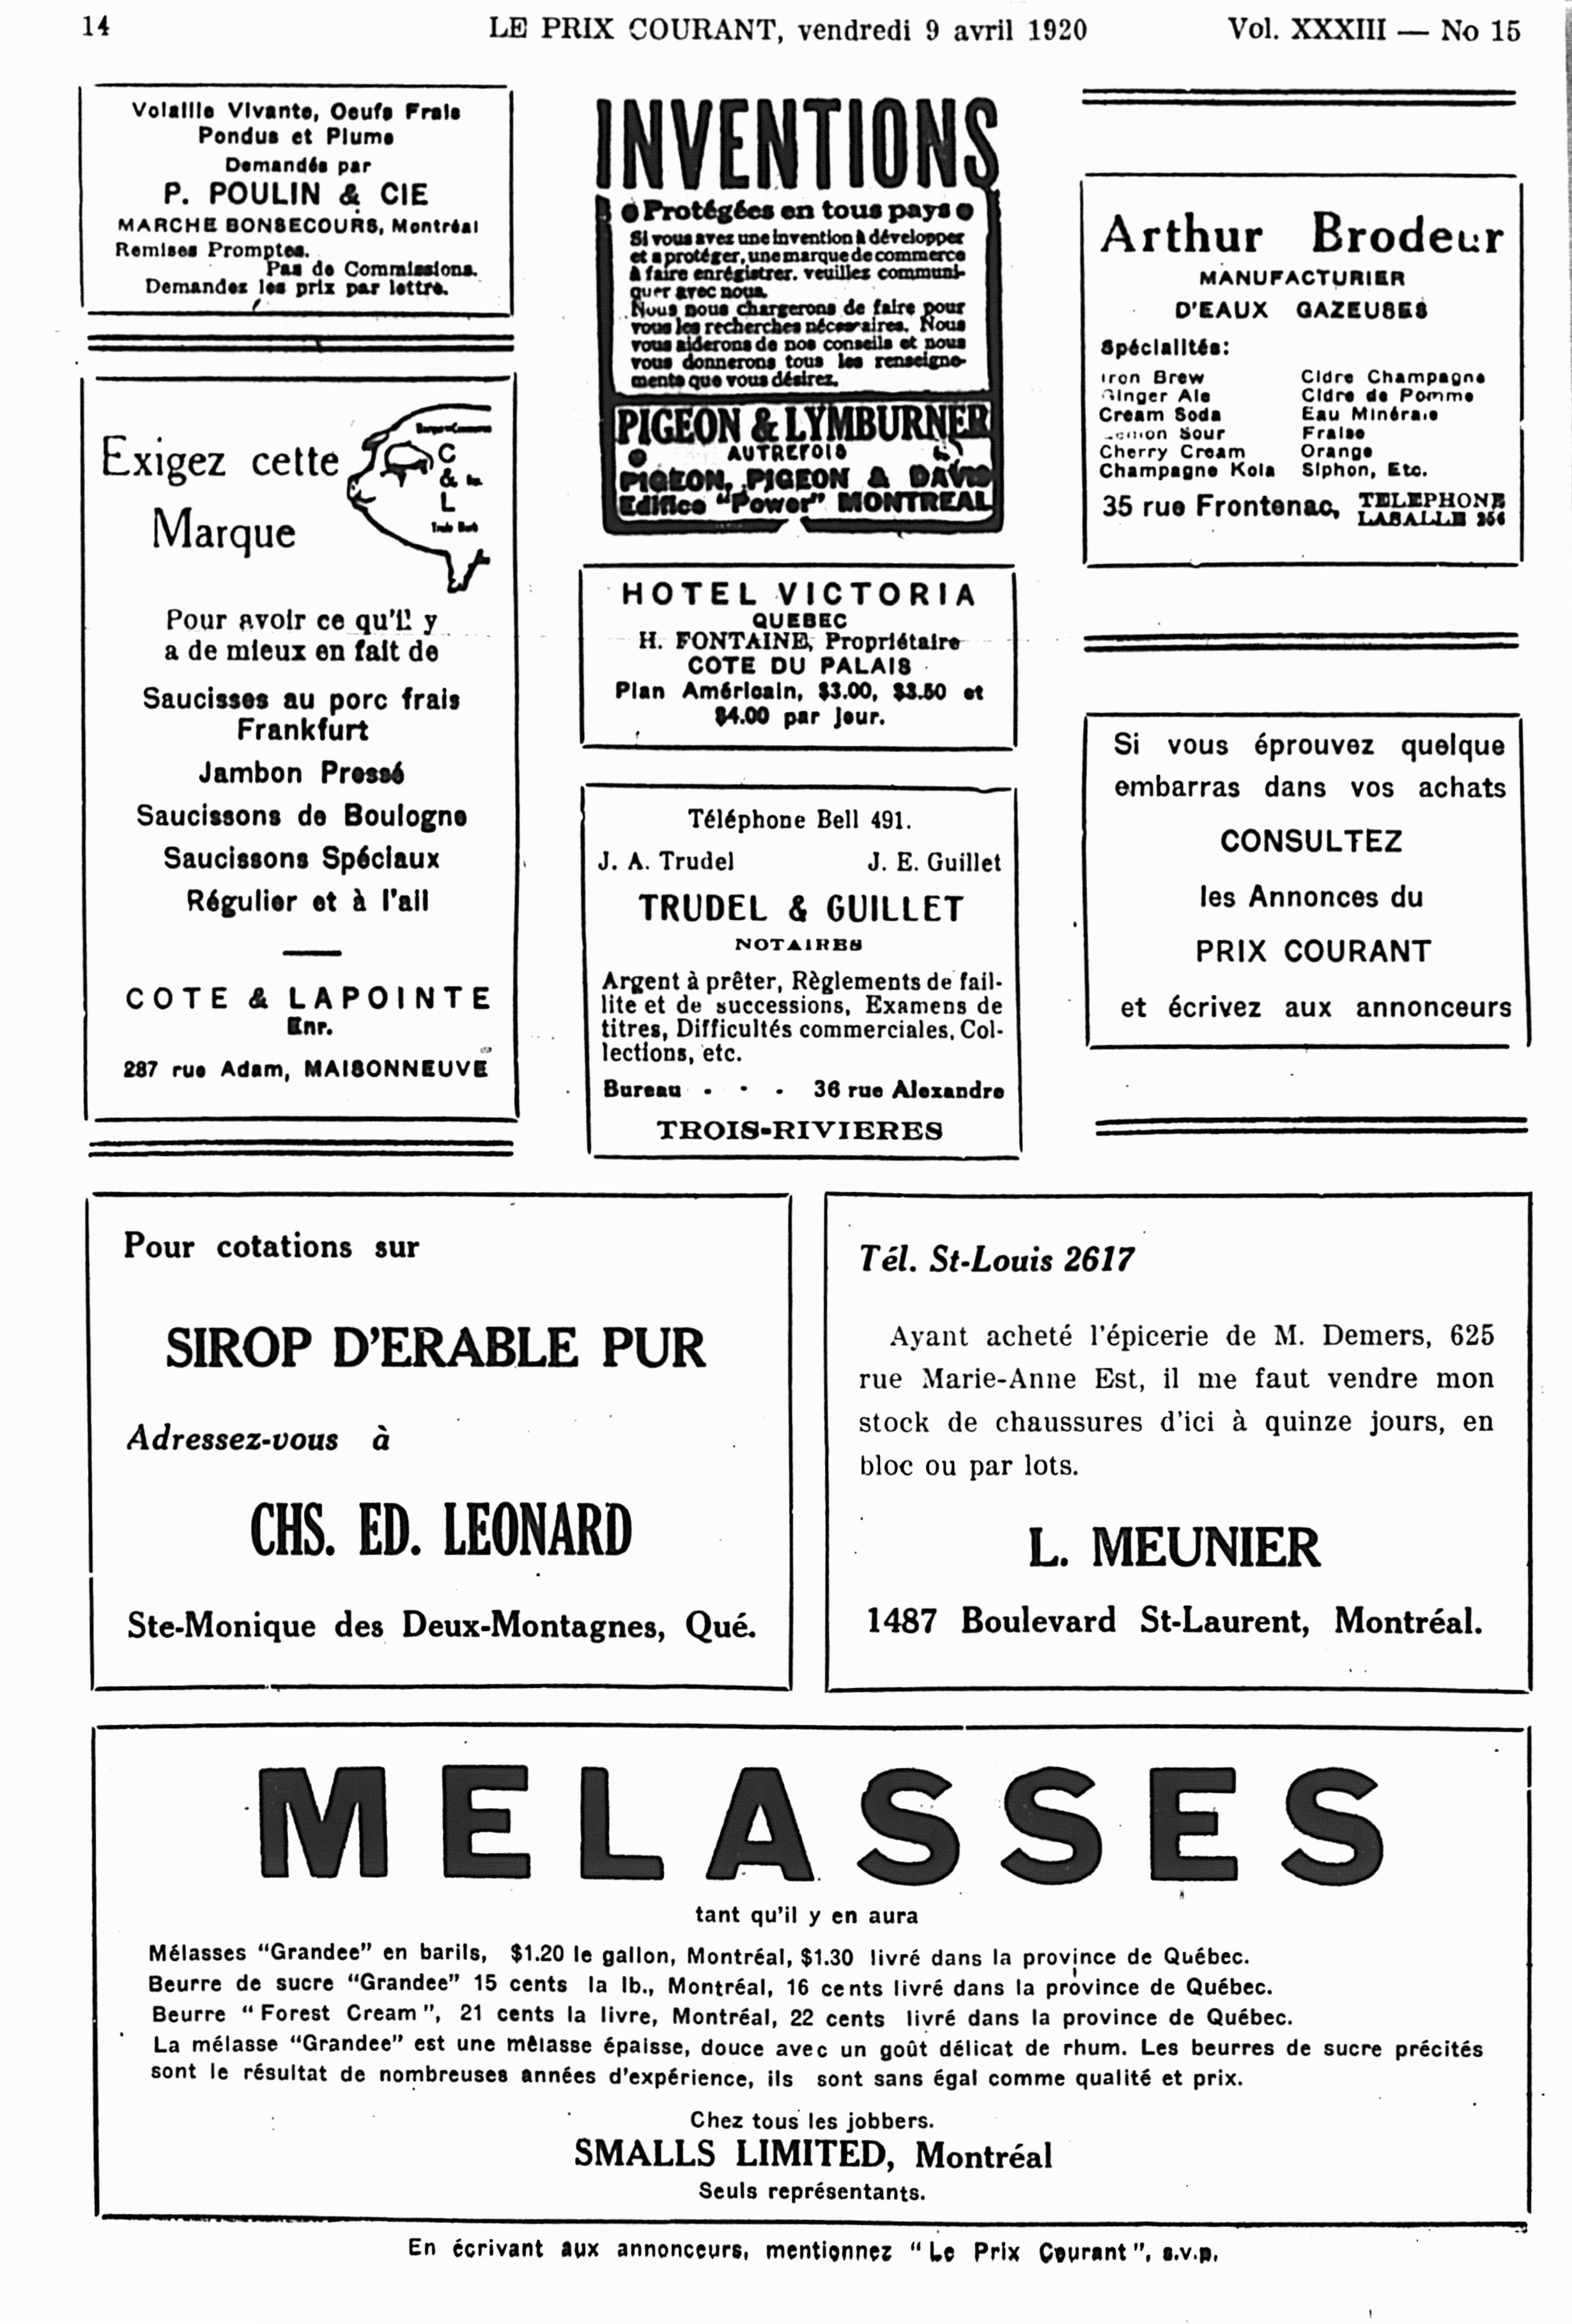 14
LE PRIX COURANT, vendredi 9 avril 1920
Vol. XXXIII — No 15
Volaille Vivante, Oeufs Frais
Pondus et Plume
Demandés par
P. POULIN & CIE
MARCHE BONSECOURS, Montréal
Remises Promptes.
Pas de Commissions.
Demandez les prix par lettre.
Exigez cette
Marque
C
& 
L
Pour avoir ce qu'il y
a de mieux en fait de
Saucisses au porc frais
Frankfurt
Jambon Pressé
Saucissons de Boulogne
Saucissons Spéciaux
Régulier et à l'ail
COTE & LAPOINTE
Enr.
287 rue Adam, MAISONNEUVE
INVENTIONS
Protégées en tous pays
Si vous avez une invention à développer
et a protéger, une marque de commerce
à faire enrégistrer, veuillez communi-
quer avec nous.
Nous nous chargerons de faire pour
vous les recherches nécessaires. Nous
vous aiderons de nos conseils et nous
vous donnerons tous les renseigne-
ments que vous désirez.
PIGEON & LYMBURNER
AUTREFOIS
PIGEON, PIGEON & DAVIS
Edifice "Power" MONTREAL
HOTEL VICTORIA
QUEBEC
H. FONTAINE, Propriétaire
COTE DU PALAIS
Plan Américain, $3.00, $3.50 et
$4.00 par jour.
Téléphone Bell 491.
J. A. Trudel J. E. Guillet
TRUDEL & GUILLET
NOTAIRES
Argent à prêter, Règlements de fail-
lite et de successions, Examens de
titres, Difficultés commerciales, Col-
lections, etc.
Bureau - - - 36 rue Alexandre
TROIS-RIVIERES
Arthur Brodeur
MANUFACTURIER
D'EAUX GAZEUSES
Spécialités:
Iron Brew Cidre Champagne
Ginger Ale Cidre de Pomme
Cream Soda Eau Minérale
Lemon Sour Fraise
Cherry Cream Orange
Champagne Kola Siphon, Etc.
35 rue Frontenac, TELEPHONE
LASALLE
Si vous éprouvez quelque
embarras dans vos achats
CONSULTEZ
les Annonces du
PRIX COURANT
et écrivez aux annonceurs
Pour cotations sur
SIROP D'ERABLE PUR
Adressez-vous à
CHS. ED. LEONARD
Ste-Monique des Deux-Montagnes, Qué.
Tél. St-Louis 2617
Ayant acheté l'épicerie de M. Demers, 625
rue Marie-Anne Est, il me faut vendre mon
stock de chaussures d'ici à quinze jours, en
bloc ou par lots.
L. MEUNIER
1487 Boulevard St-Laurent, Montréal.
MELASSES
tant qu'il y en aura
Mélasses "Grandee" en barils, $1.20 le gallon, Montréal, $1.30 livré dans la province de Québec.
Beurre de sucre "Grandee" 15 cents la lb., Montréal, 16 cents livré dans la province de Québec.
Beurre "Forest Cream", 21 cents la livre, Montréal, 22 cents livré dans la province de Québec.
La mélasse "Grandee" est une mélasse épaisse, douce avec un goût délicat de rhum. Les beurres de sucre précités
sont le résultat de nombreuses années d'expérience, ils sont sans égal comme qualité et prix.
Chez tous les jobbers.
SMALLS LIMITED, Montréal
Seuls représentants.
En écrivant aux annonceurs, mentionnez "Le Prix Courant", s.v.p.